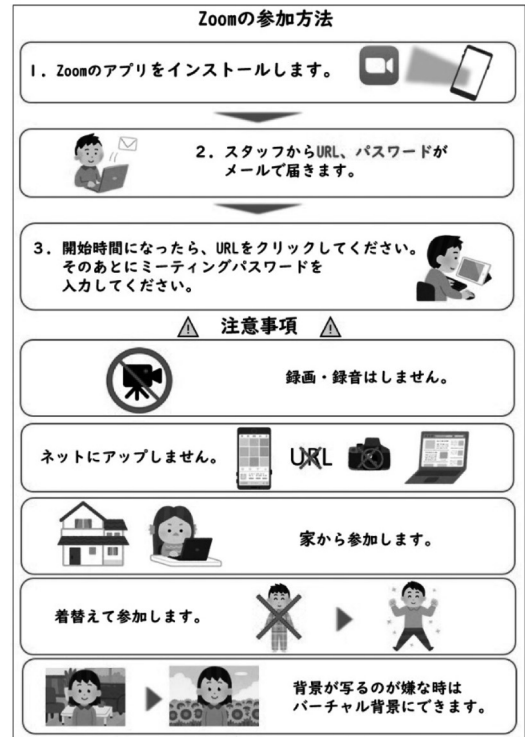 Zoomの参加方法
1．Zoomのアプリをインストールします。
2．スタッフからURL、パスワードが
メールで届きます。
3．開始時間になったら、URLをクリックしてください。
そのあとにミーティングパスワードを
入力してください。
注意事項
録画・録音はしません。
ネットにアップしません。
URL
家から参加します。
着替えて参加します。
背景が写るのが嫌な時は
バーチャル背景にできます。